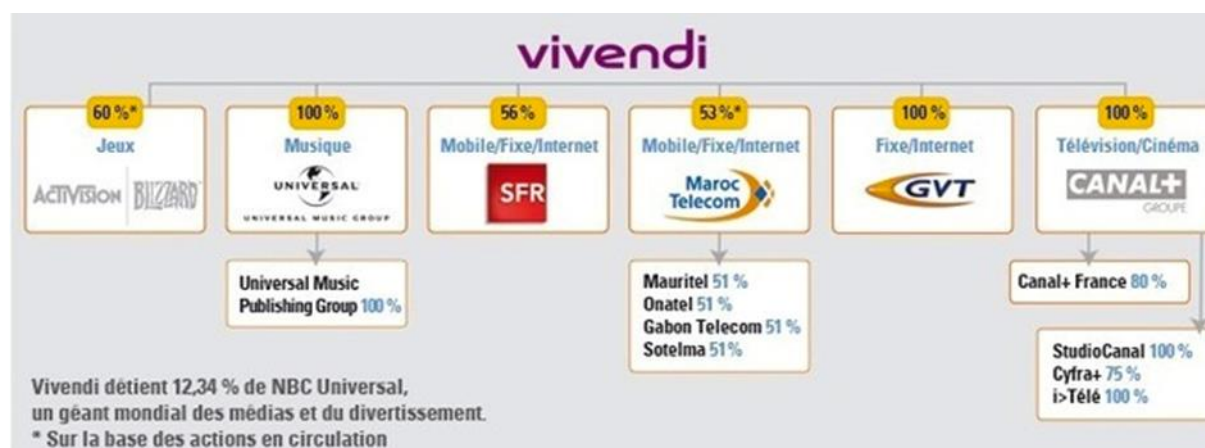 vivendi
60 %*
Jeux
ACTIVISION BLIZZARD
100 %
Musique
UNIVERSAL
UNIVERSAL MUSIC GROUP
Universal Music
Publishing Group 100 %
56 %
Mobile/Fixe/Internet
SFR
53 %*
Mobile/Fixe/Internet
Maroc
Telecom
Mauritel 51 %
Onatel 51 %
Gabon Telecom 51 %
Sotelma 51%
100 %
Fixe/Internet
GVT
100 %
Télévision/Cinéma
CANAL+
GROUPE
Canal+ France 80 %
StudioCanal 100 %
Cyfra+ 75 %
i>Télé 100 %
Vivendi détient 12,34 % de NBC Universal,
un géant mondial des médias et du divertissement.
* Sur la base des actions en circulation